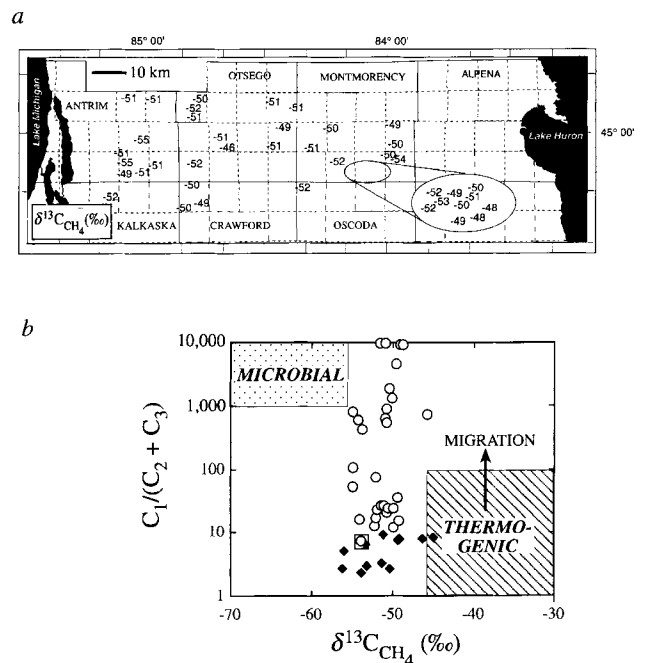 a
85° 00'
84° 00'
10 km
OTSEGO
MONTMORENCY
ALPENA
ANTRIM
Lake Michigan
Lake Huron
45° 00'
-51
-51
-50
-52
-51
-51
-51
-49
-50
-49
-55
-51
-46
-51
-51
-50
-51
-55
-51
-49
-51
-52
-52
-50
-54
-50
-52
-52
-49
-50
-52
-49
-50
-53
-51
-52
-50
-48
-49
-48
δ¹³C_CH₄(‰)
KALKASKA
CRAWFORD
OSCODA
b
10,000
MICROBIAL
1,000
MIGRATION
100
THERMO-
GENIC
10
1
C₁/(C₂ + C₃)
-70
-60
-50
-40
-30
δ¹³C_CH₄ (‰)